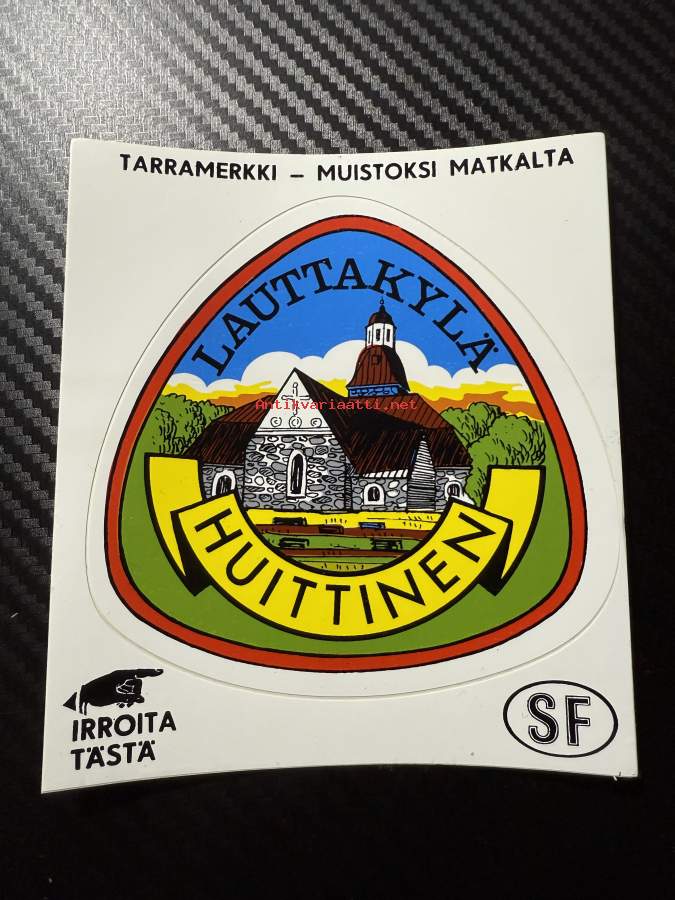 TARRAMERKKI – MUISTOKSI MATKALTA
LAUTTAKYLÄ
Antikvariaatti.net
HUITTINEN
IRROITA
TÄSTÄ
SF